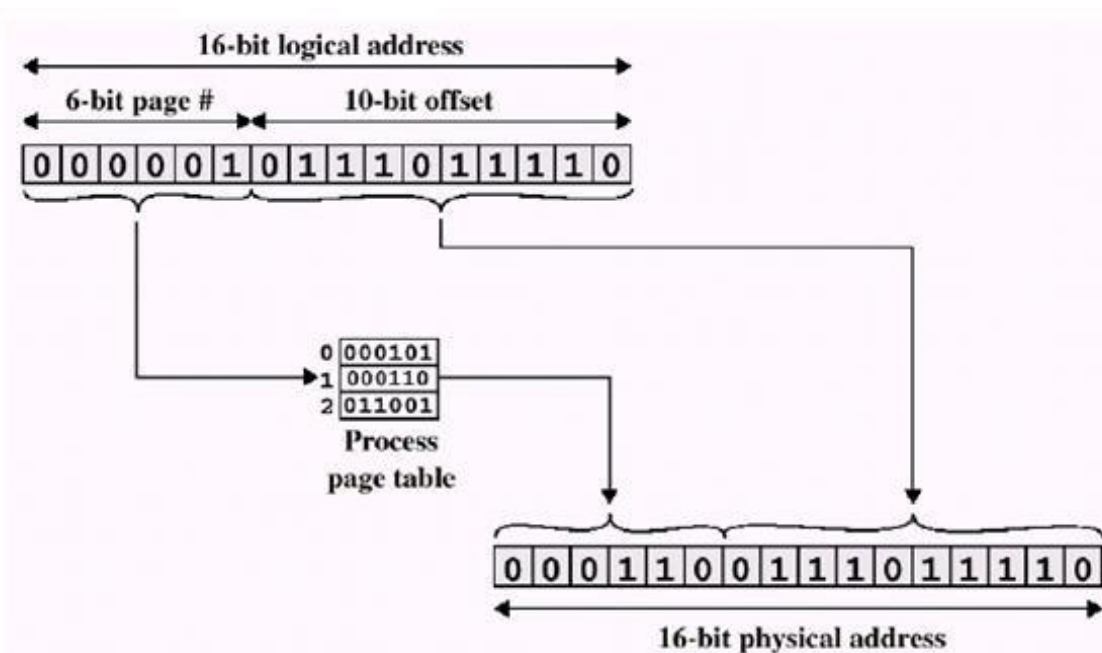 16-bit logical address
6-bit page # 10-bit offset
0 0 0 0 0 1 0 1 1 1 0 1 1 1 1 0
0 000101
1 000110
2 011001
Process
page table
0 0 0 1 1 0 0 1 1 1 0 1 1 1 1 0
16-bit physical address